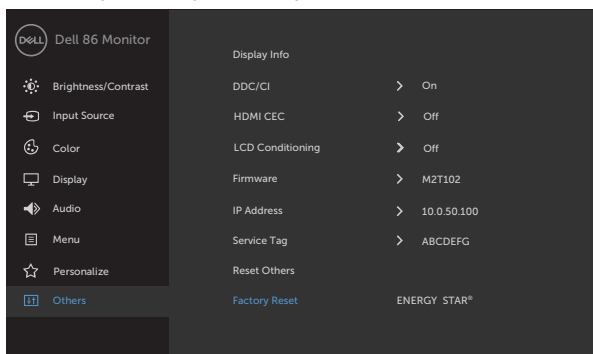 DELL Dell 86 Monitor
Display Info
Brightness/Contrast DDC/CI On
Input Source HDMI CEC Off
Color LCD Conditioning Off
Display Firmware M2T102
Audio IP Address 10.0.50.100
Menu Service Tag ABCDEFG
Personalize Reset Others
Others Factory Reset ENERGY STAR®